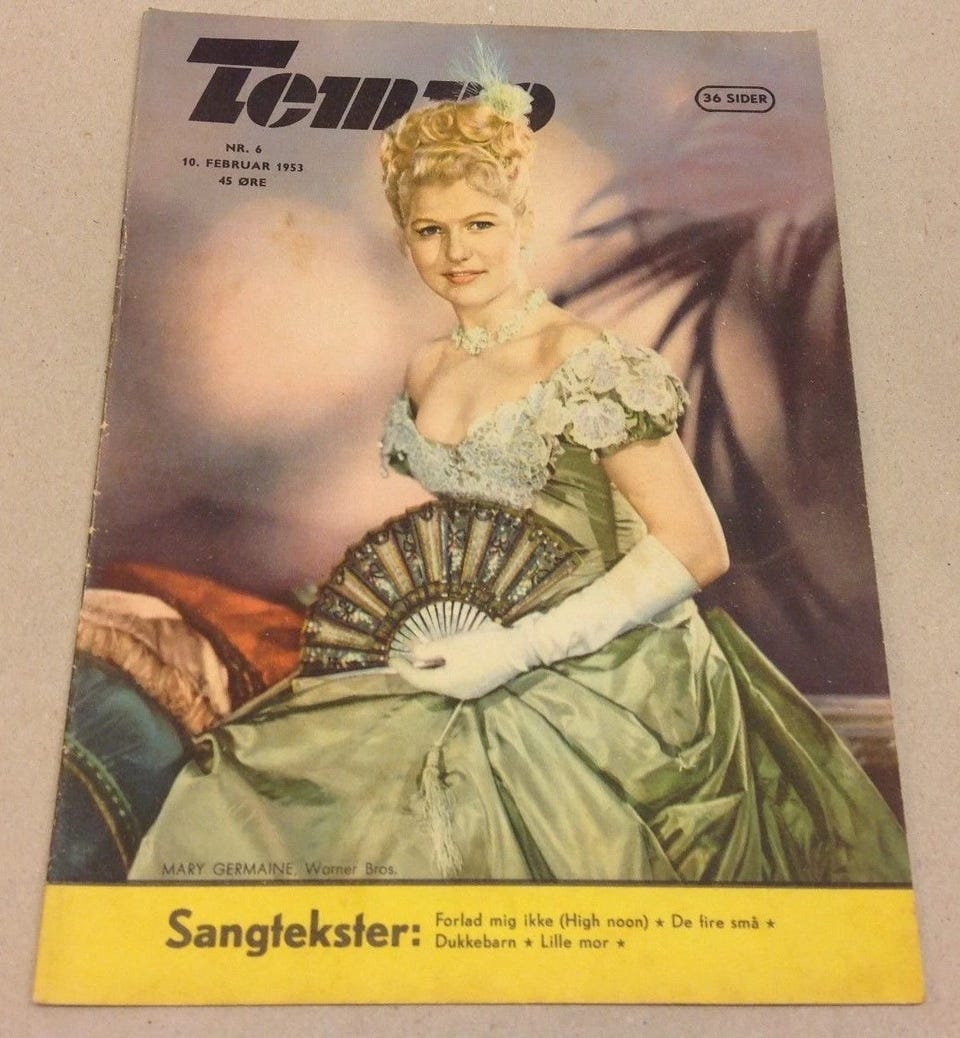 Tempo
36 SIDER
NR. 6
10. FEBRUAR 1953
45 ØRE
MARY GERMAINE, Warner Bros.
Sangtekster: Forlad mig ikke (High noon) ★ De fire små ★
Dukkebarn ★ Lille mor ★